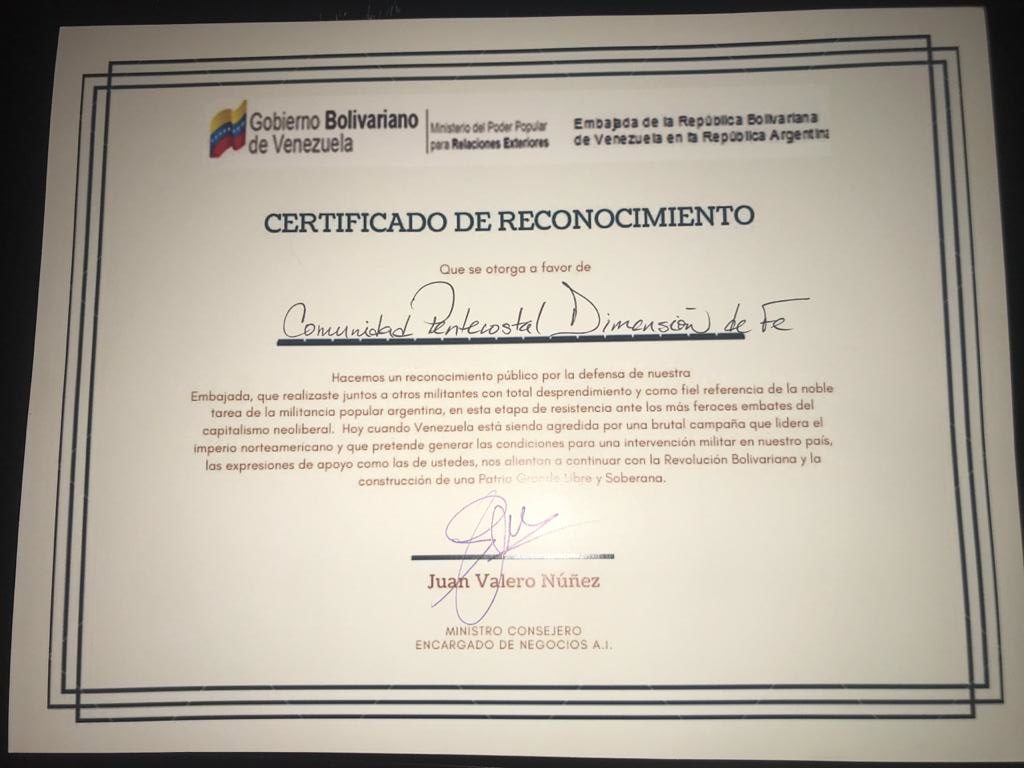 Gobierno Bolivariano
de Venezuela
Ministerio del Poder Popular
para Relaciones Exteriores
Embajada de la República Bolivariana
de Venezuela en la República Argentina
CERTIFICADO DE RECONOCIMIENTO
Que se otorga a favor de
Comunidad Pentecostal Dimensión de Fe
Hacemos un reconocimiento público por la defensa de nuestra
Embajada, que realizaste juntos a otros militantes con total desprendimiento y como fiel referencia de la noble
tarea de la militancia popular argentina, en esta etapa de resistencia ante los más feroces embates del
capitalismo neoliberal. Hoy cuando Venezuela está siendo agredida por una brutal campaña que lidera el
imperio norteamericano y que pretende generar las condiciones para una intervención militar en nuestro país,
las expresiones de apoyo como las de ustedes, nos alientan a continuar con la Revolución Bolivariana y la
construcción de una Patria Grande Libre y Soberana.
Juan Valero Núñez
MINISTRO CONSEJERO
ENCARGADO DE NEGOCIOS A.I.